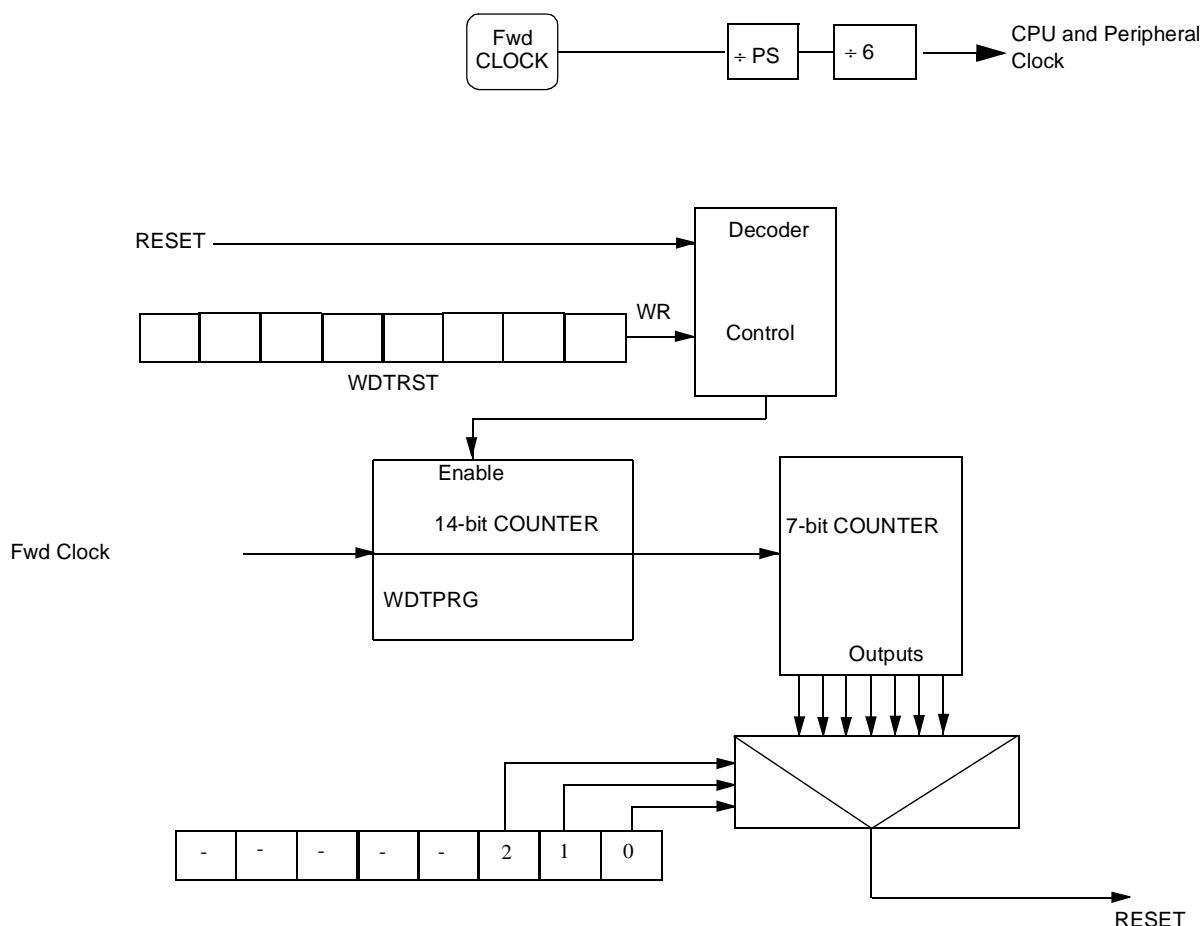 Fwd
CLOCK
÷ PS
÷ 6
CPU and Peripheral
Clock
RESET
Decoder
WR
Control
WDTRST
Enable
14-bit COUNTER
7-bit COUNTER
Fwd Clock
WDTPRG
Outputs
- - - - - 2 1 0
RESET